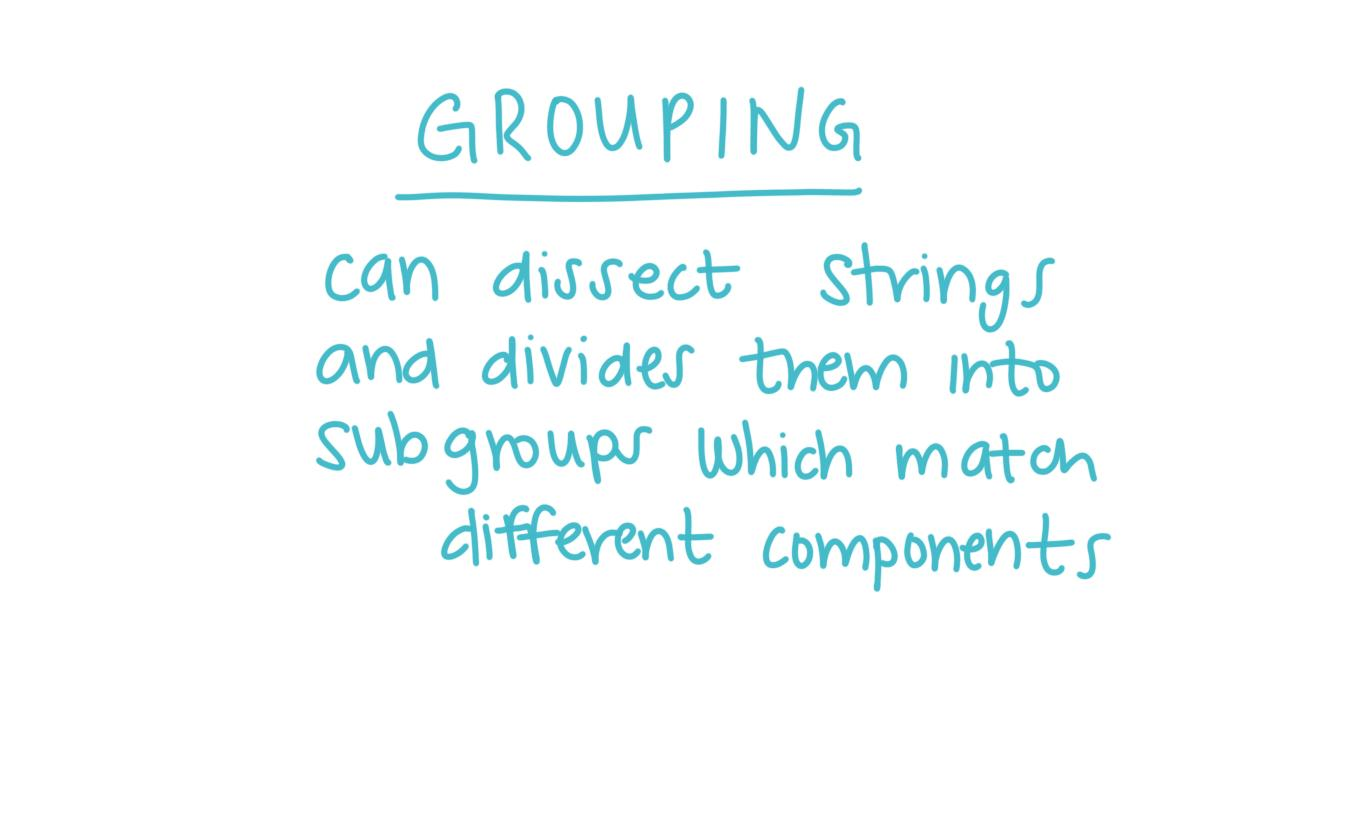 GROUPING
can dissect strings
and divides them into
subgroups which match
different components